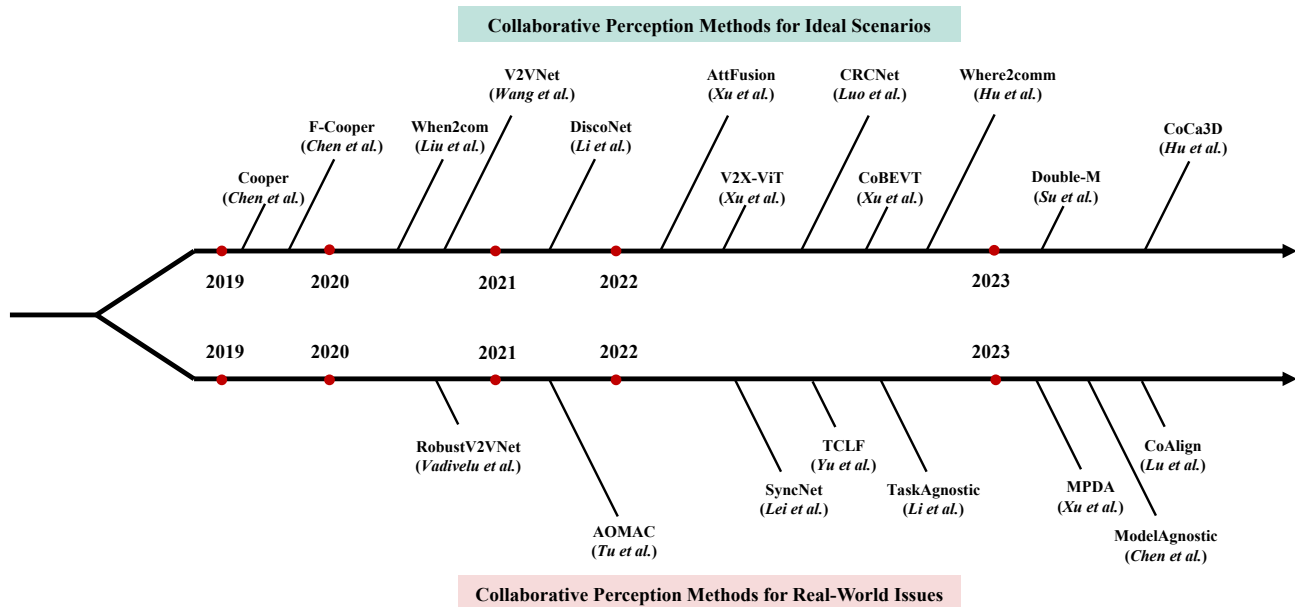 Collaborative Perception Methods for Ideal Scenarios
V2VNet
(Wang et al.)
AttFusion
(Xu et al.)
CRCNet
(Luo et al.)
Where2comm
(Hu et al.)
F-Cooper
(Chen et al.)
When2com
(Liu et al.)
DiscoNet
(Li et al.)
CoCa3D
(Hu et al.)
Cooper
(Chen et al.)
V2X-ViT
(Xu et al.)
CoBEVT
(Xu et al.)
Double-M
(Su et al.)
2019
2020
2021
2022
2023
2019
2020
2021
2022
2023
RobustV2VNet
(Vadivelu et al.)
TCLF
(Yu et al.)
CoAlign
(Lu et al.)
SyncNet
(Lei et al.)
TaskAgnostic
(Li et al.)
MPDA
(Xu et al.)
AOMAC
(Tu et al.)
ModelAgnostic
(Chen et al.)
Collaborative Perception Methods for Real-World Issues